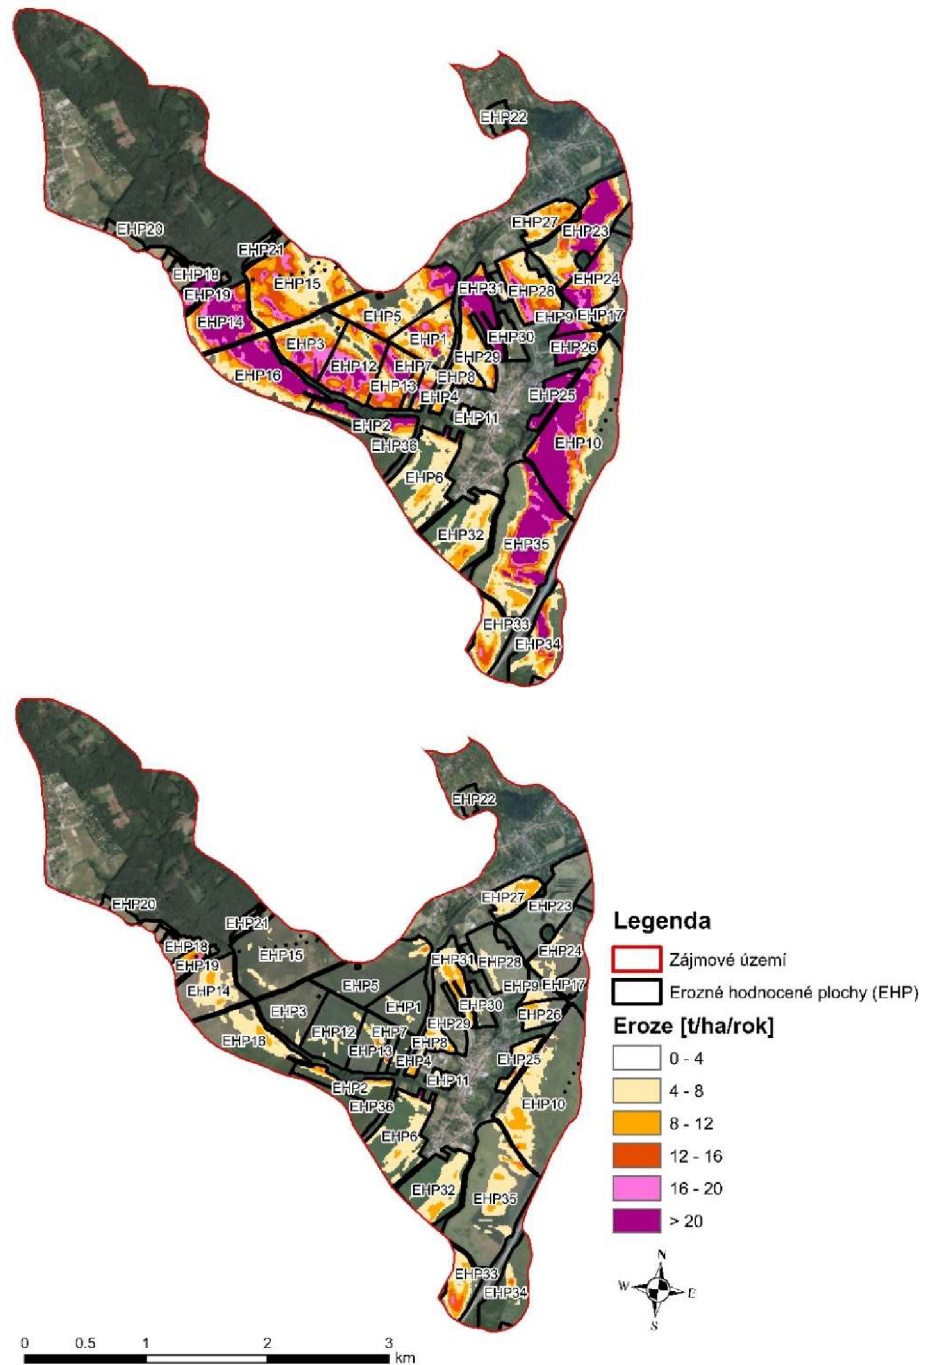 EHP22
EHP27
EHP20
EHP23
EHP21
EHP18
EHP24
EHP15
EHP31
EHP28
EHP19
EHP5
EHP9
EHP17
EHP14
EHP30
EHP3
EHP1
EHP26
EHP29
EHP12
EHP7
EHP16
EHP8
EHP13
EHP4
EHP25
EHP11
EHP2
EHP10
EHP36
EHP6
EHP32
EHP35
EHP33
EHP34
EHP22
EHP27
EHP20
EHP23
EHP21
EHP18
EHP24
EHP15
EHP31
EHP28
EHP19
EHP5
EHP9
EHP17
EHP14
EHP30
EHP3
EHP1
EHP26
EHP29
EHP12
EHP7
EHP16
EHP8
EHP13
EHP4
EHP25
EHP11
EHP2
EHP10
EHP36
EHP6
EHP32
EHP35
EHP33
EHP34
Legenda
Zájmové území
Erozné hodnocené plochy (EHP)
Eroze [t/ha/rok]
0 - 4
4 - 8
8 - 12
12 - 16
16 - 20
> 20
N
W E
S
0 0.5 1 2 3
km